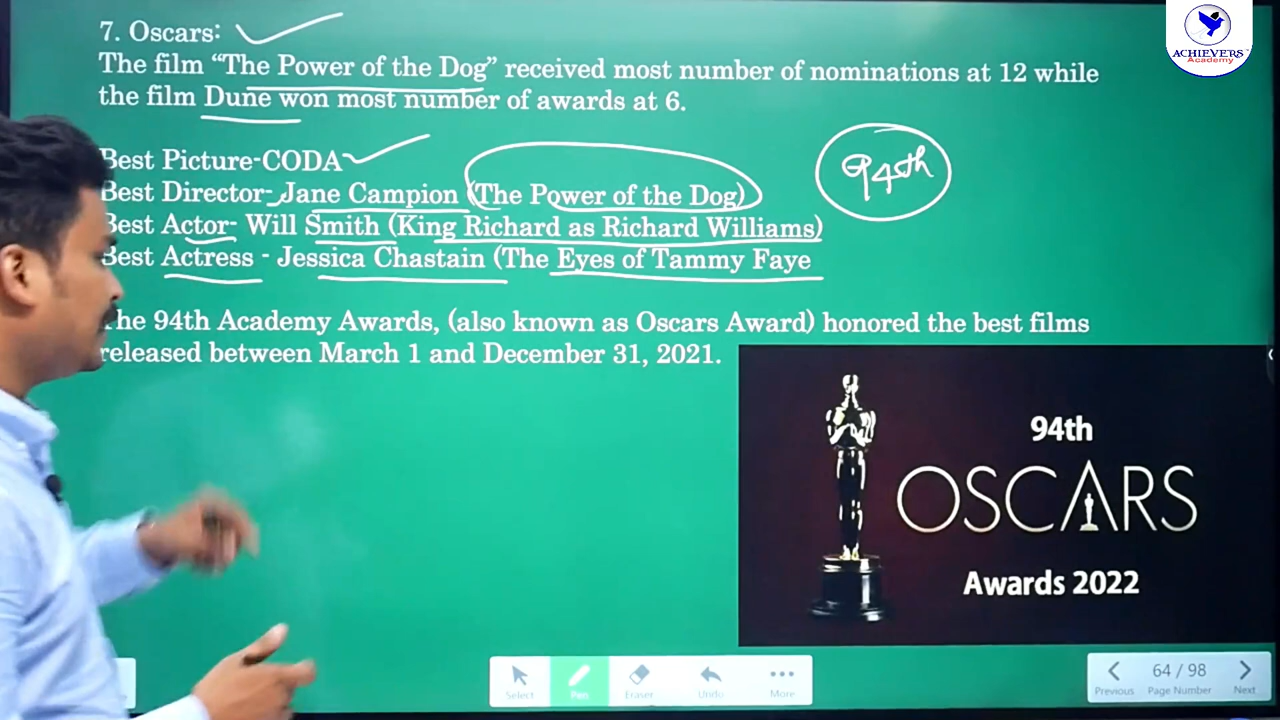 7. Oscars:
The film “The Power of the Dog” received most number of nominations at 12 while
the film Dune won most number of awards at 6.
Best Picture-CODA
Best Director- Jane Campion (The Power of the Dog)
Best Actor- Will Smith (King Richard as Richard Williams)
Best Actress - Jessica Chastain (The Eyes of Tammy Faye
94th
The 94th Academy Awards, (also known as Oscars Award) honored the best films
released between March 1 and December 31, 2021.
94th
OSCARS
Awards 2022
ACHIEVERS
Academy
Select
Pen
Eraser
Undo
More
64 / 98
Previous
Page Number
Next